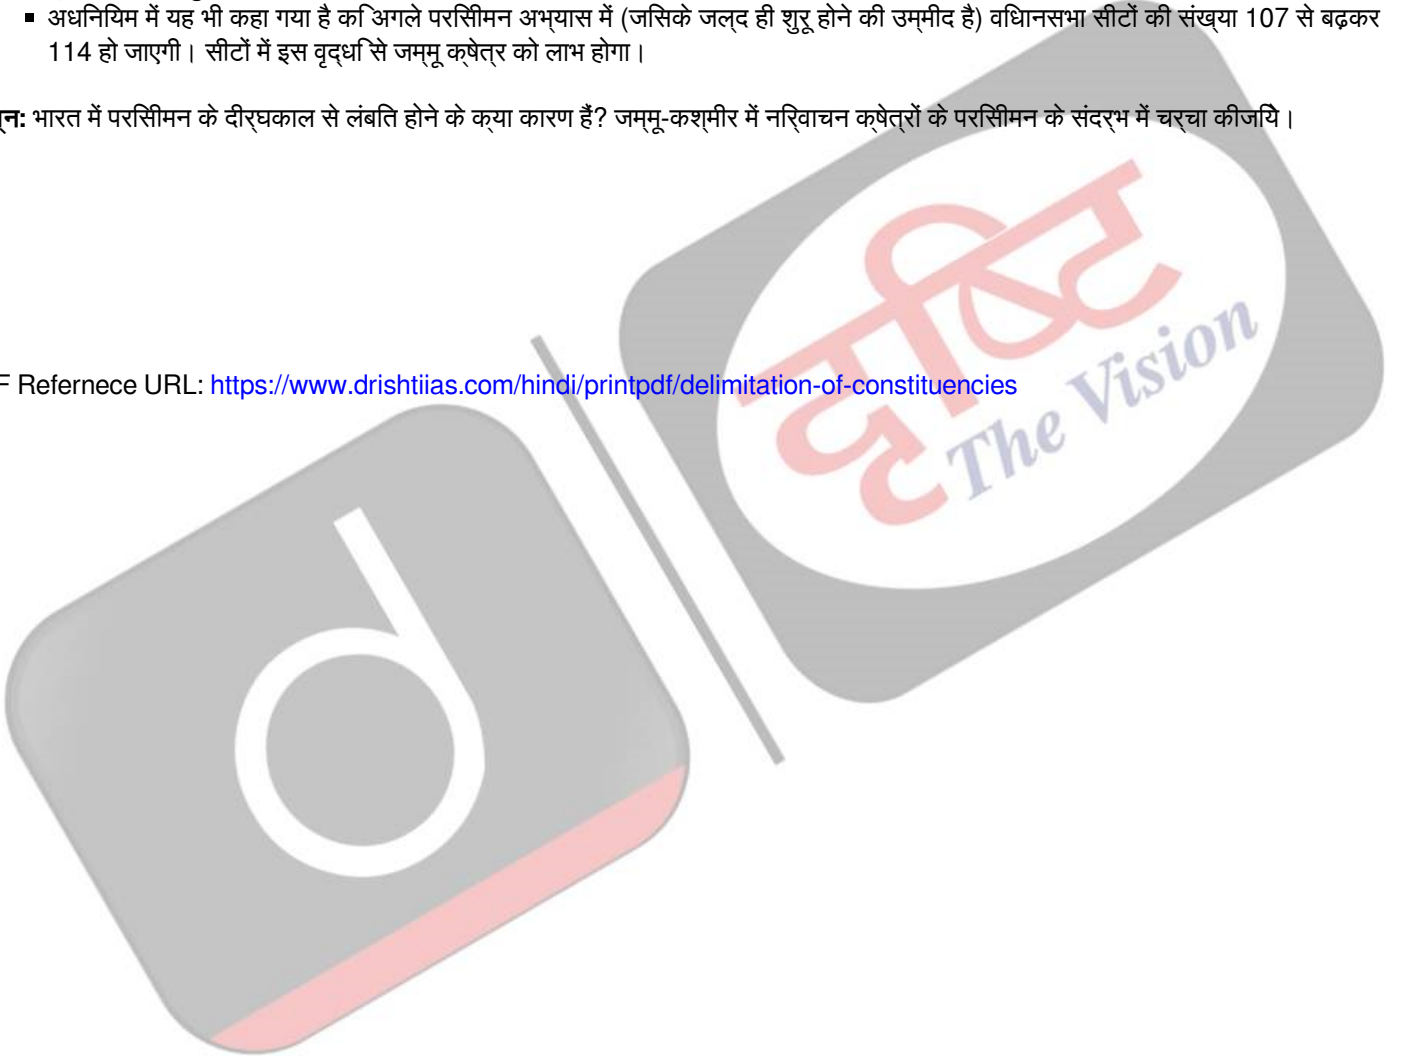 ▪ अधिनियम में यह भी कहा गया है कि अगले परिसीमन अभ्यास में (जिसके जल्द ही शुरू होने की उम्मीद है) विधानसभा सीटों की संख्या 107 से बढ़कर
114 हो जाएगी। सीटों में इस वृद्धि से जम्मू क्षेत्र को लाभ होगा।
न: भारत में परिसीमन के दीर्घकाल से लंबित होने के क्या कारण हैं? जम्मू-कश्मीर में निर्वाचन क्षेत्रों के परिसीमन के संदर्भ में चर्चा कीजिये।
F Refernece URL: https://www.drishtiias.com/hindi/printpdf/delimitation-of-constituencies
दृष्टि
The Vision
d